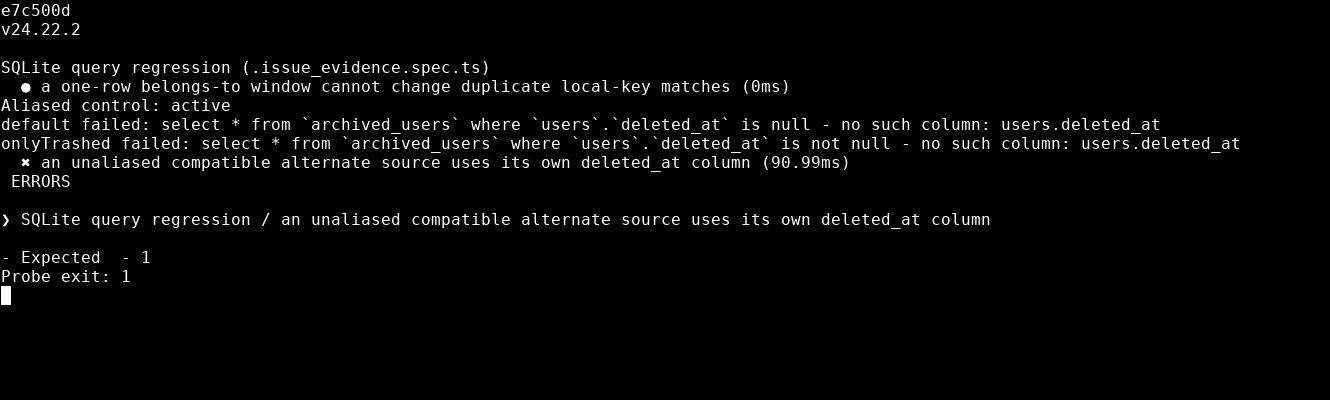 e7c500d
v24.22.2
SQLite query regression (.issue_evidence.spec.ts)
● a one-row belongs-to window cannot change duplicate local-key matches (0ms)
Aliased control: active
default failed: select * from `archived_users` where `users`.`deleted_at` is null - no such column: users.deleted_at
onlyTrashed failed: select * from `archived_users` where `users`.`deleted_at` is not null - no such column: users.deleted_at
✖ an unaliased compatible alternate source uses its own deleted_at column (90.99ms)
ERRORS
❯ SQLite query regression / an unaliased compatible alternate source uses its own deleted_at column
- Expected  - 1
Probe exit: 1